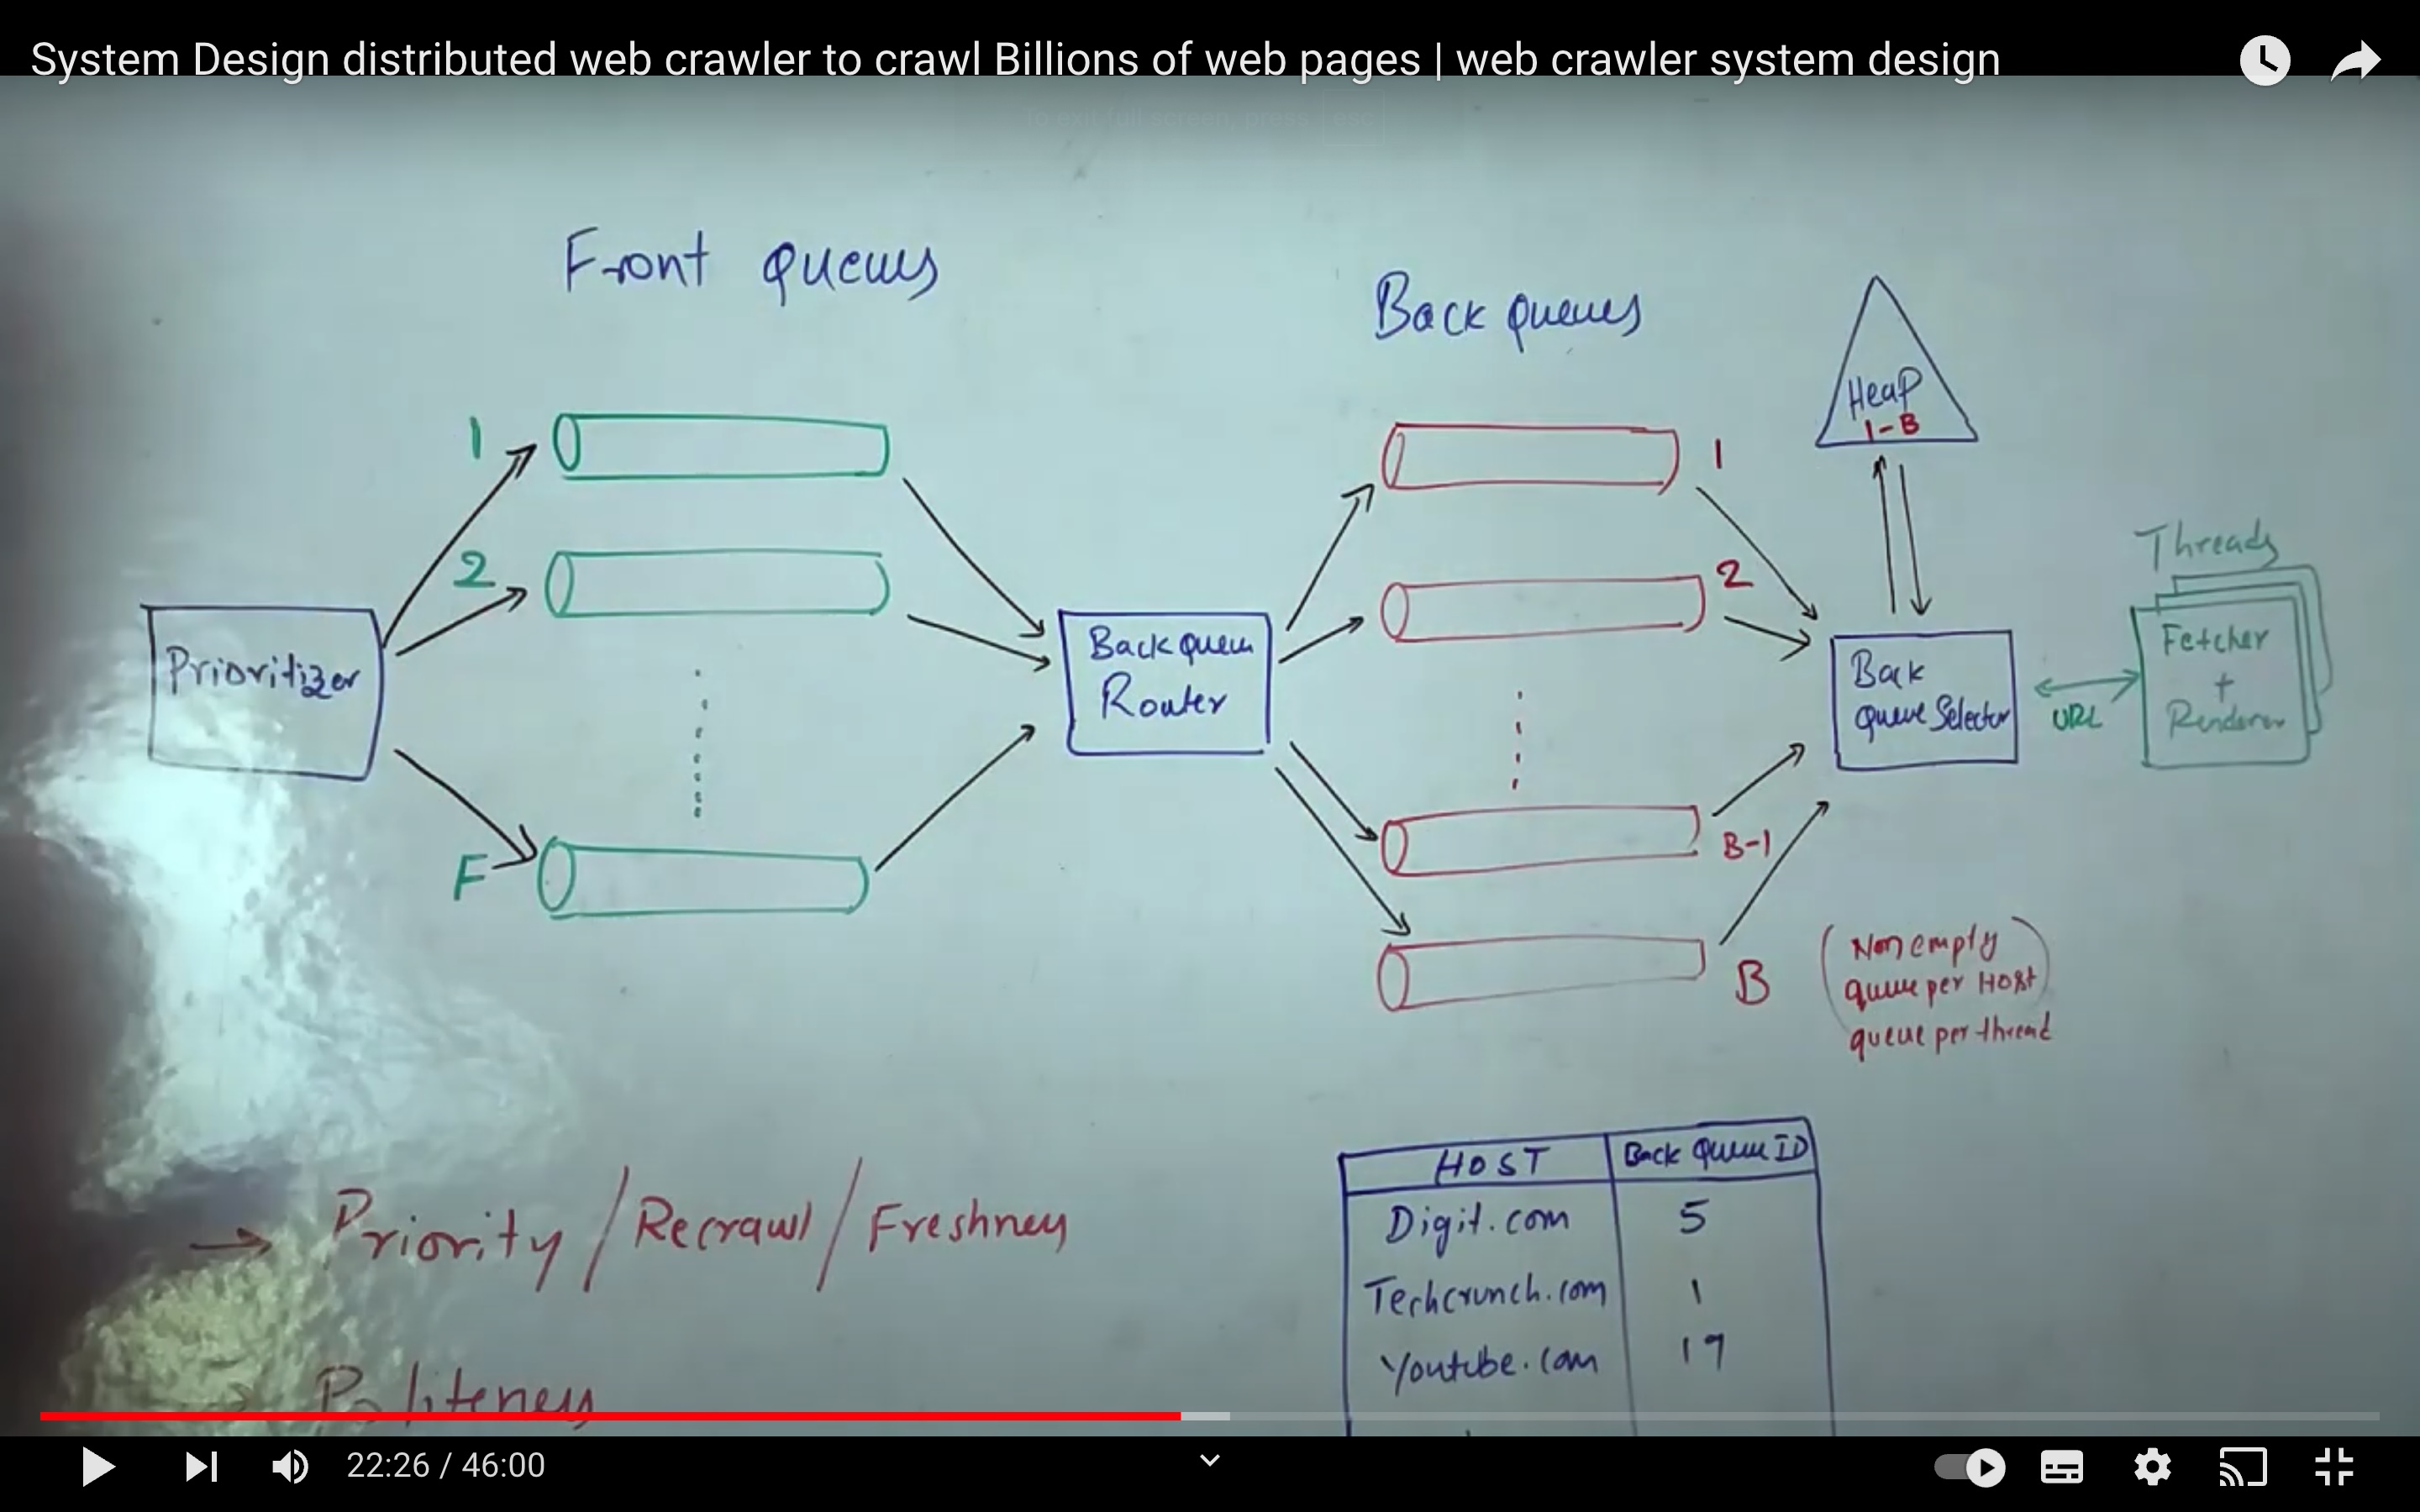 System Design distributed web crawler to crawl Billions of web pages | web crawler system design
To exit full screen, press esc
Front queues
Back queues
Heap
1-B
1
1
2
2
Threads
Prioritizer
Back queue
Router
Back
Queue Selector
URL
Fetcher
+
Renderer
F
B-1
B
Non empty
queue per Host
queue per thread
→ Priority / Recrawl / Freshness
Politeness
HOST Back Queue ID
Digit.com 5
Techcrunch.com 1
Youtube.com 19
22:26 / 46:00